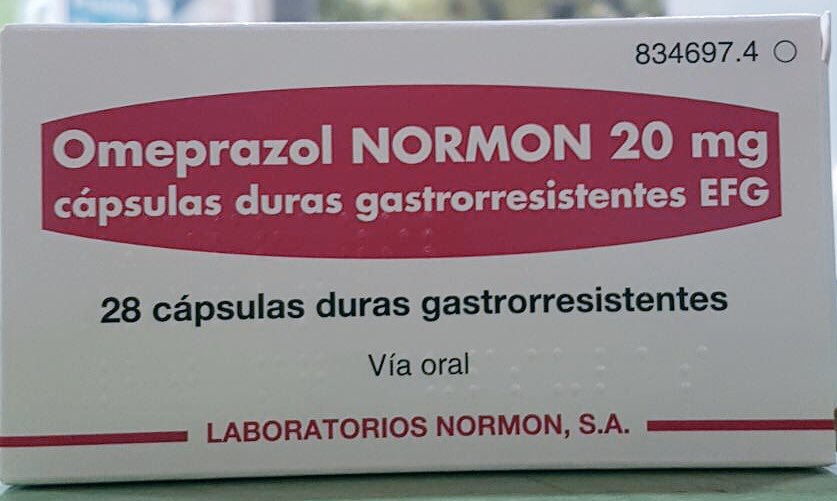 834697.4
Omeprazol NORMON 20 mg
cápsulas duras gastrorresistentes EFG
28 cápsulas duras gastrorresistentes
Vía oral
LABORATORIOS NORMON, S.A.